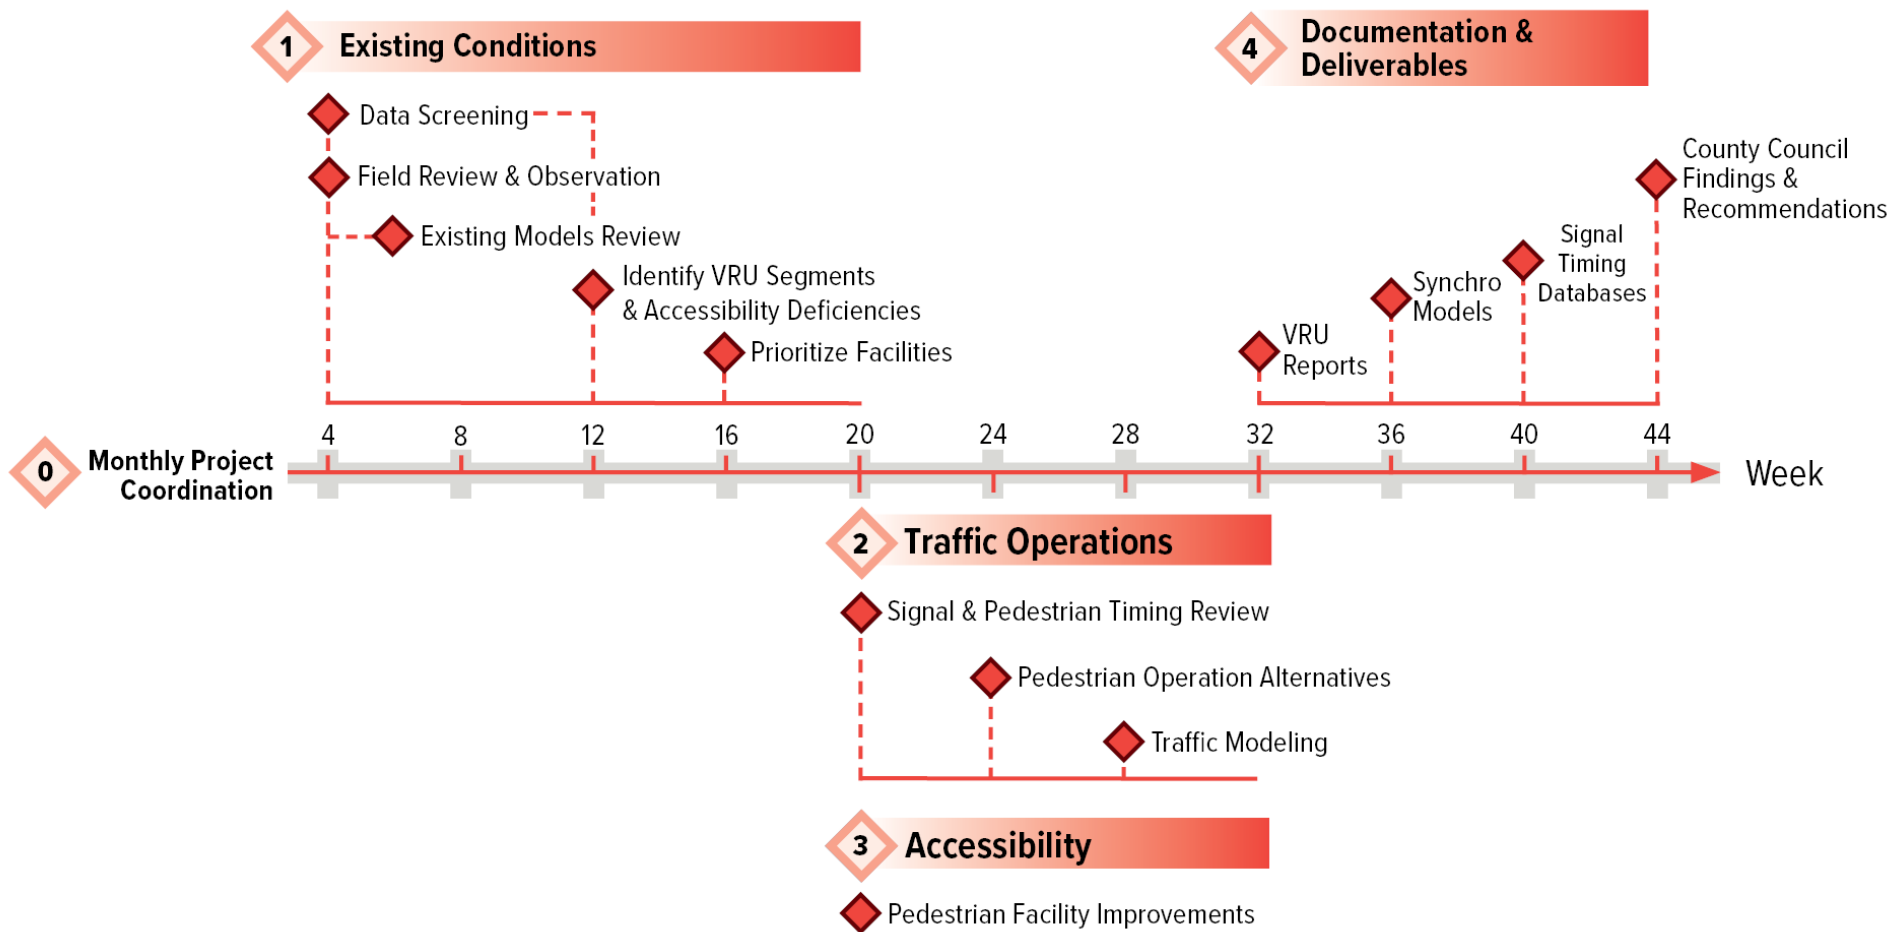 1
Existing Conditions
Data Screening
Field Review & Observation
Existing Models Review
Identify VRU Segments
& Accessibility Deficiencies
Prioritize Facilities
4
Documentation &
Deliverables
County Council
Findings &
Recommendations
Signal
Timing
Databases
Synchro
Models
VRU
Reports
4 8 12 16 20 24 28 32 36 40 44
0
Monthly Project
Coordination
Week
2
Traffic Operations
Signal & Pedestrian Timing Review
Pedestrian Operation Alternatives
Traffic Modeling
3
Accessibility
Pedestrian Facility Improvements